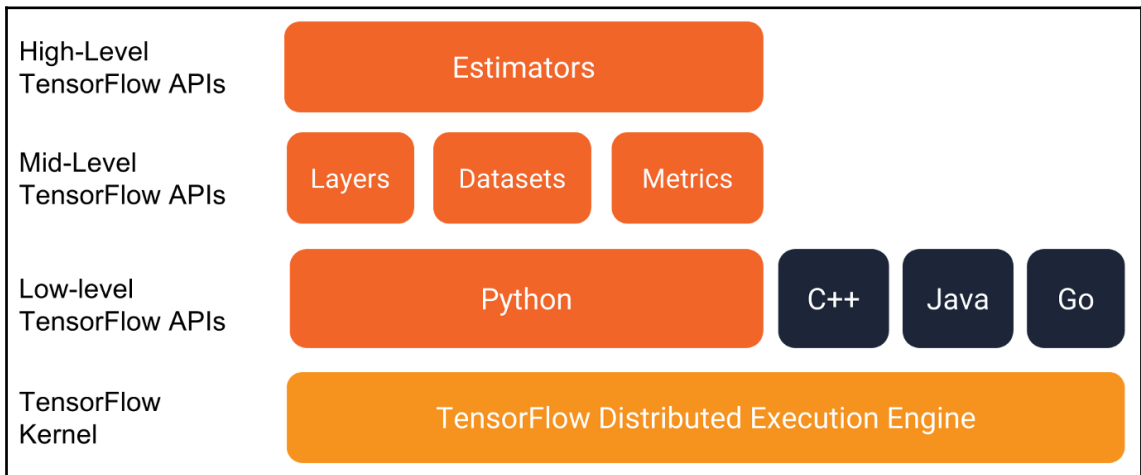 High-Level
TensorFlow APIs
Estimators
Mid-Level
TensorFlow APIs
Layers
Datasets
Metrics
Low-level
TensorFlow APIs
Python
C++
Java
Go
TensorFlow
Kernel
TensorFlow Distributed Execution Engine